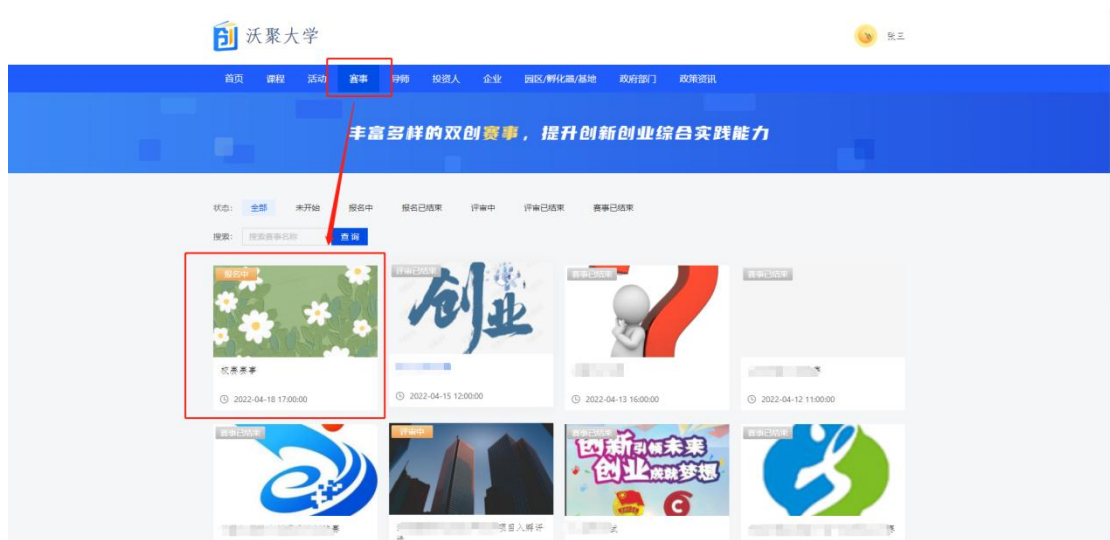 创 沃聚大学
张三
首页 课程 活动 赛事 导师 投资人 企业 园区/孵化器/基地 政府部门 政策资讯
丰富多样的双创赛事，提升创新创业综合实践能力
状态： 全部 未开始 报名中 报名已结束 评审中 评审已结束 赛事已结束
搜索： 搜索赛事名称 查询
报名中 评审已结束 赛事已结束 赛事已结束
创业
赛事
2022-04-18 17:00:00 2022-04-15 12:00:00 2022-04-13 16:00:00 2022-04-12 11:00:00
赛事已结束 评审中 赛事已结束 赛事已结束
创新引领未来
创业成就梦想
赛 项目入孵评 赛